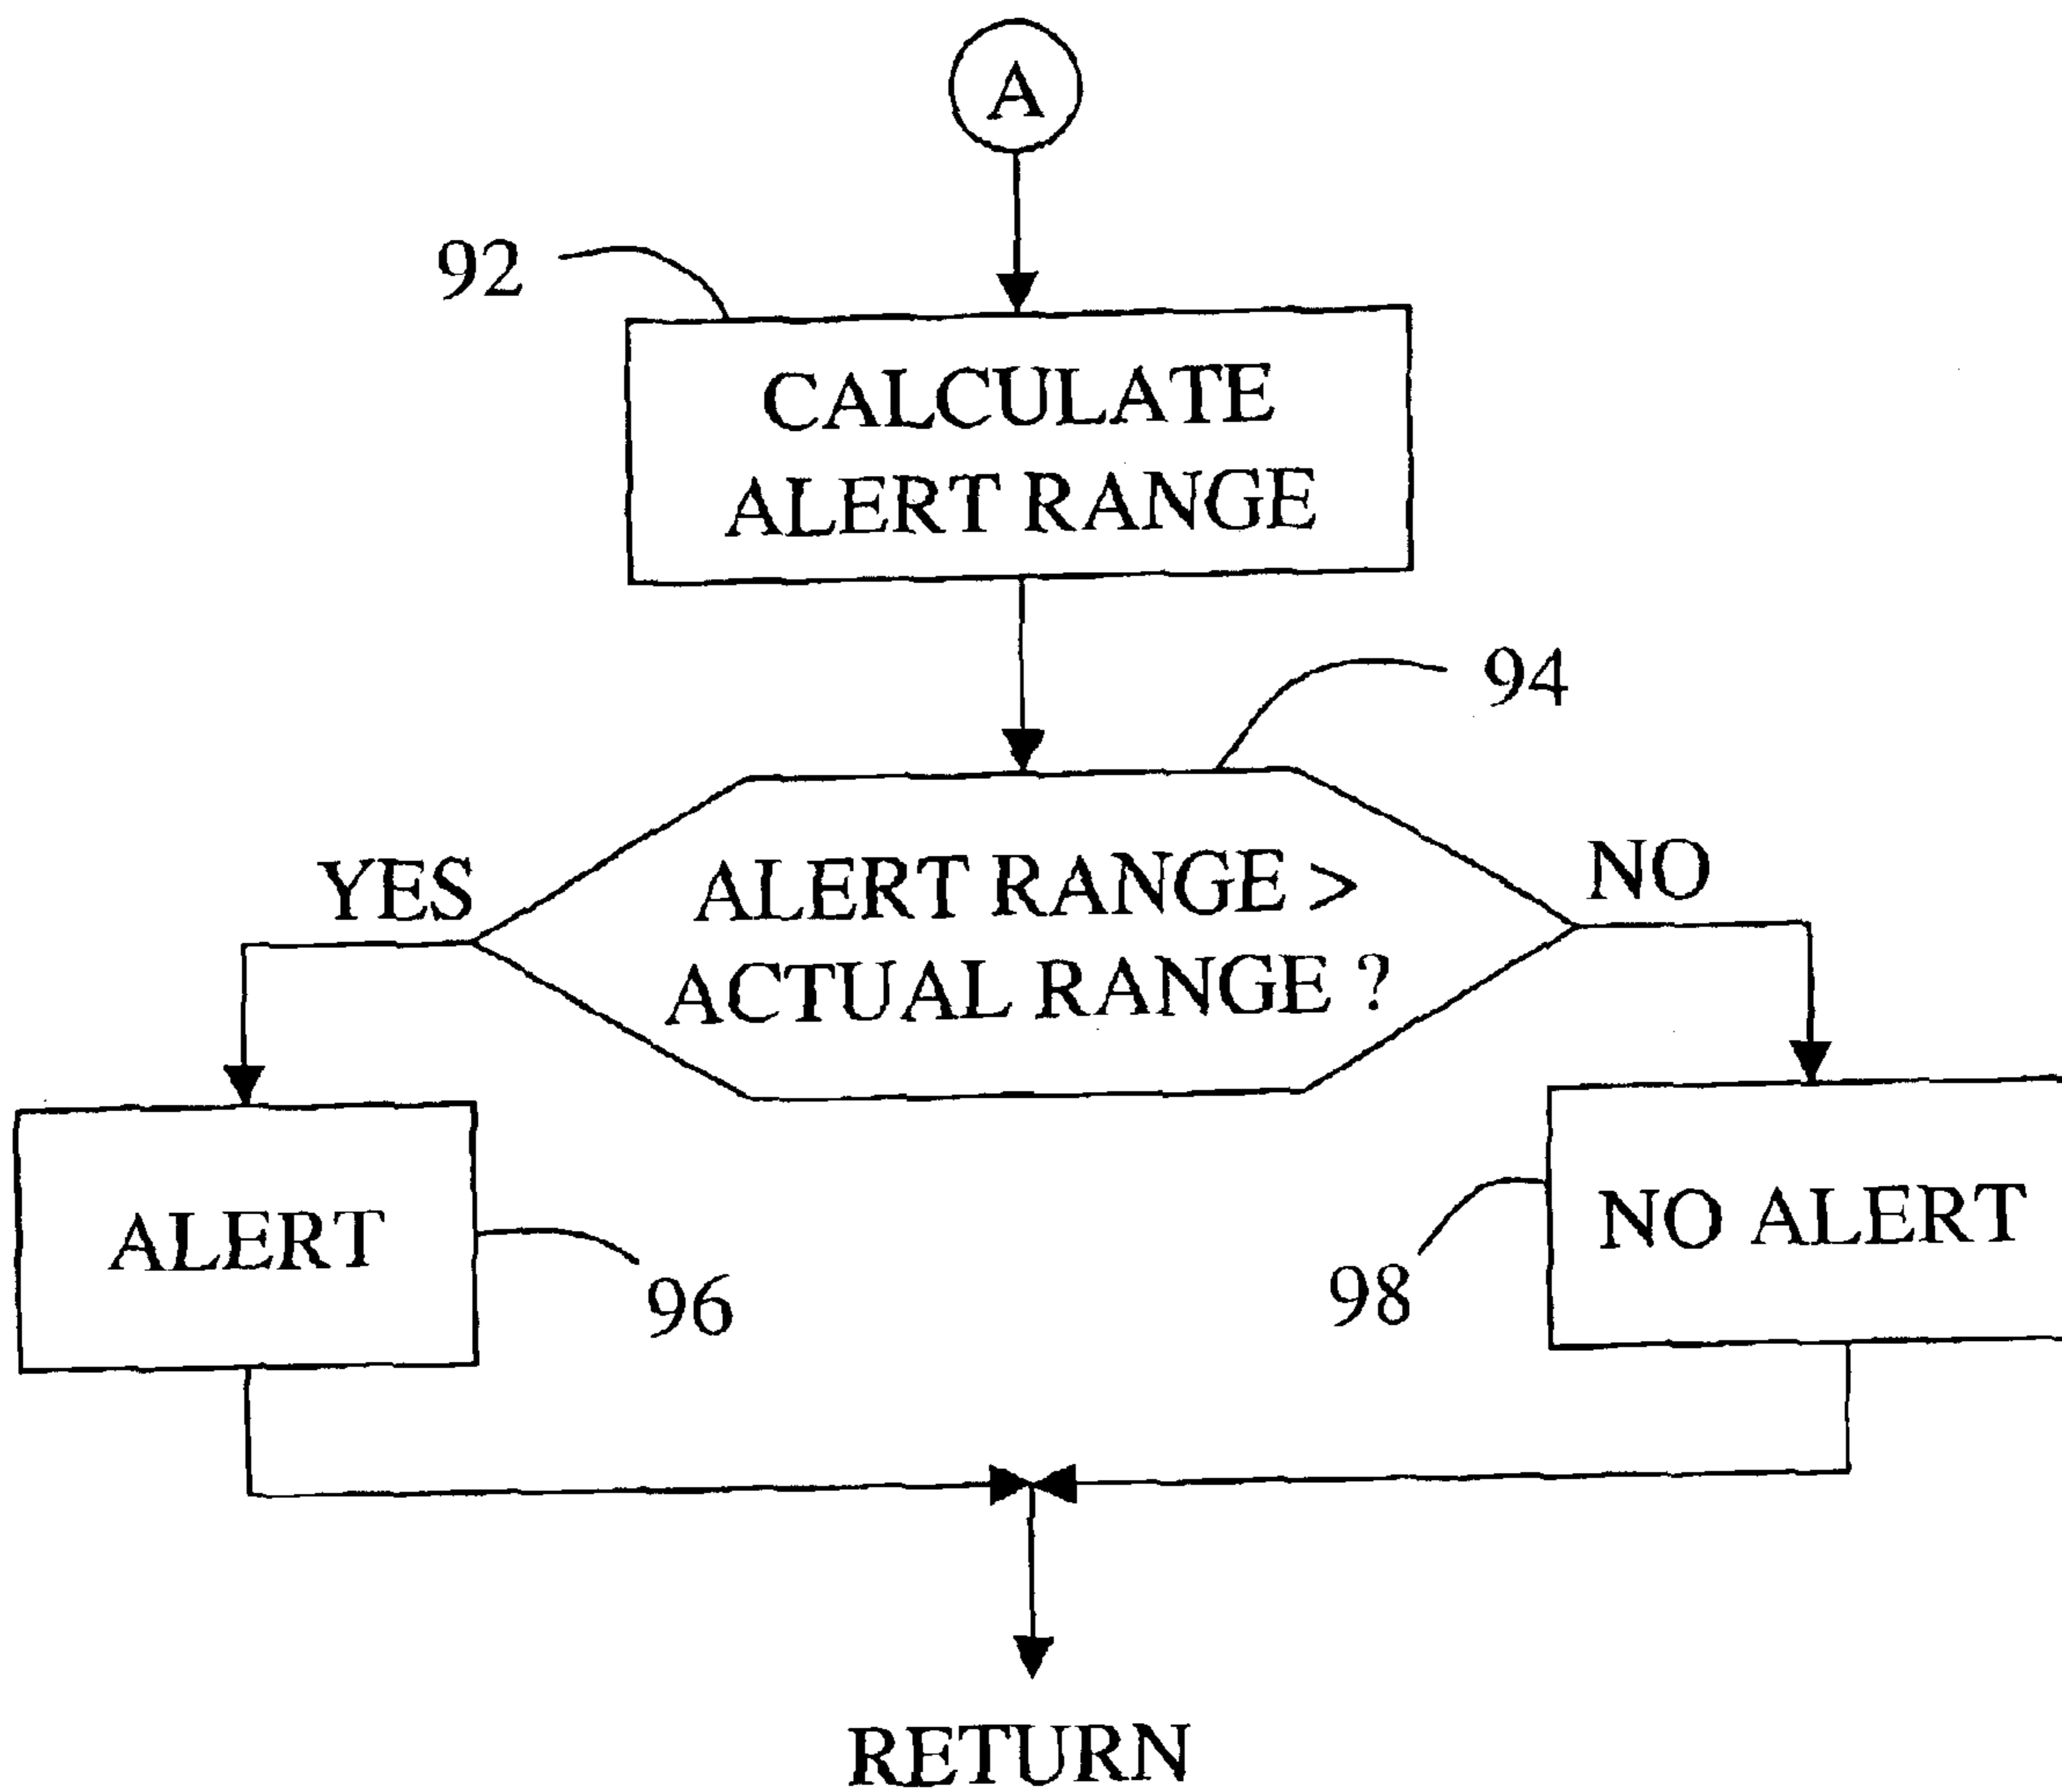 A
92
CALCULATE
ALERT RANGE
94
YES
ALERT RANGE >
ACTUAL RANGE ?
NO
ALERT
96
98
NO ALERT
RETURN